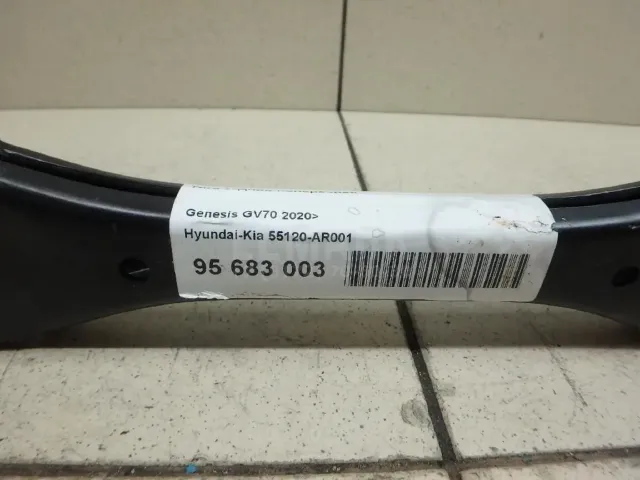 Genesis GV70 2020>
Hyundai-Kia 55120-AR001
95 683 003